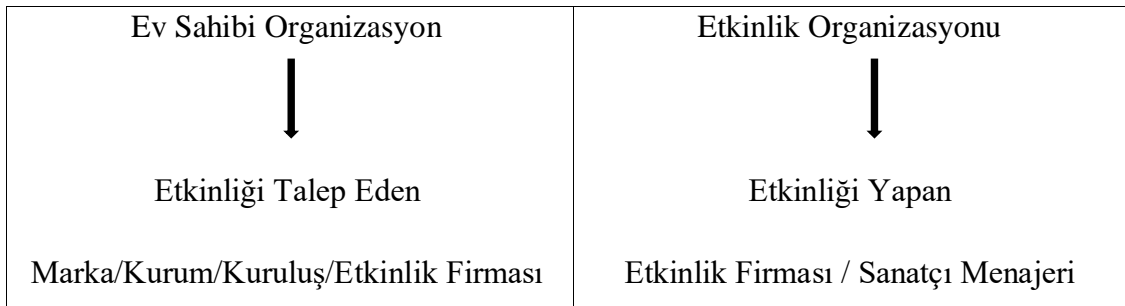 Ev Sahibi Organizasyon
Etkinliği Talep Eden
Marka/Kurum/Kuruluş/Etkinlik Firması
Etkinlik Organizasyonu
Etkinliği Yapan
Etkinlik Firması / Sanatçı Menajeri